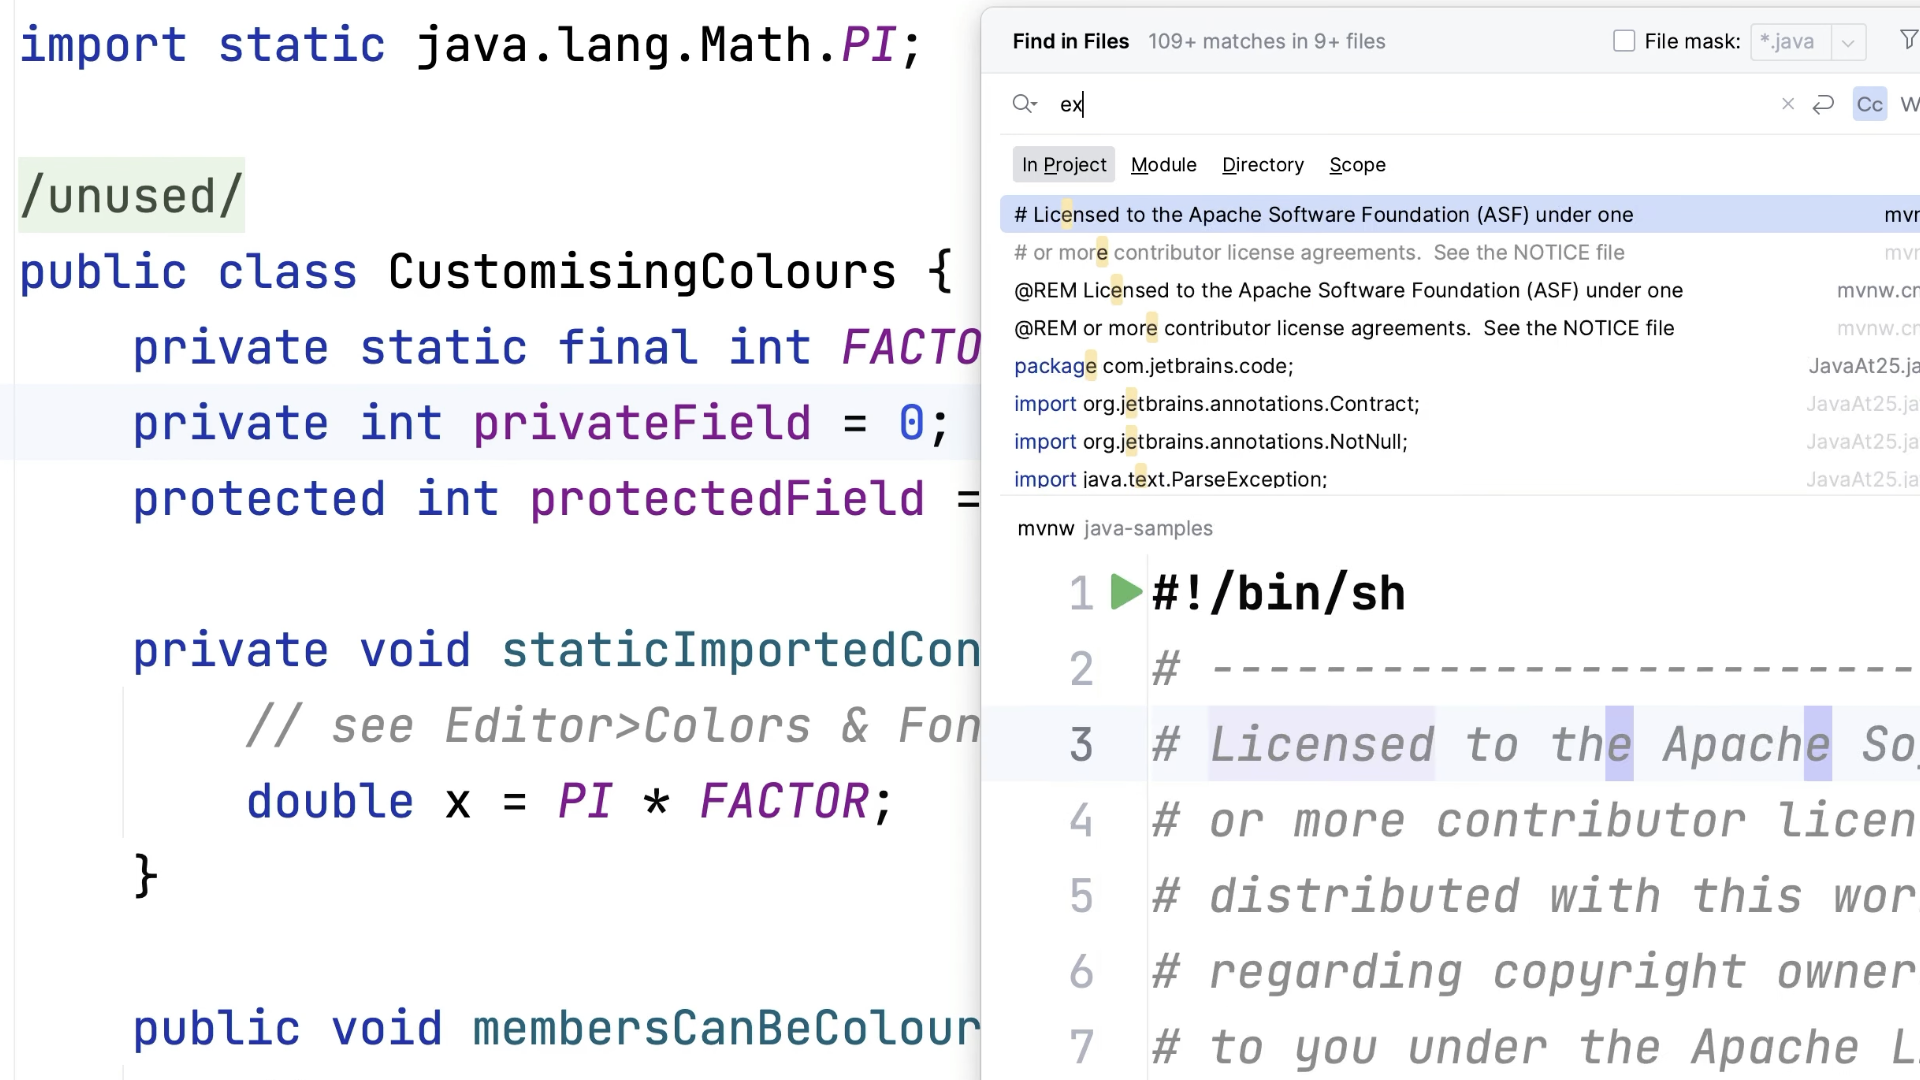 import static java.lang.Math.PI;
/unused/
public class CustomisingColours {
private static final int FACTO
private int privateField = 0;
protected int protectedField =
private void staticImportedCon
// see Editor>Colors & Fon
double x = PI * FACTOR;
}
public void membersCanBeColour
Find in Files 109+ matches in 9+ files File mask: *.java
ex Cc W
In Project Module Directory Scope
# Licensed to the Apache Software Foundation (ASF) under one mvn
# or more contributor license agreements.  See the NOTICE file mvn
@REM Licensed to the Apache Software Foundation (ASF) under one mvnw.cm
@REM or more contributor license agreements.  See the NOTICE file mvnw.cm
package com.jetbrains.code; JavaAt25.ja
import org.jetbrains.annotations.Contract; JavaAt25.ja
import org.jetbrains.annotations.NotNull; JavaAt25.ja
import java.text.ParseException; JavaAt25.ja
mvnw java-samples
1 #!/bin/sh
2 # -------------------------
3 # Licensed to the Apache So
4 # or more contributor licen
5 # distributed with this wor
6 # regarding copyright owner
7 # to you under the Apache L